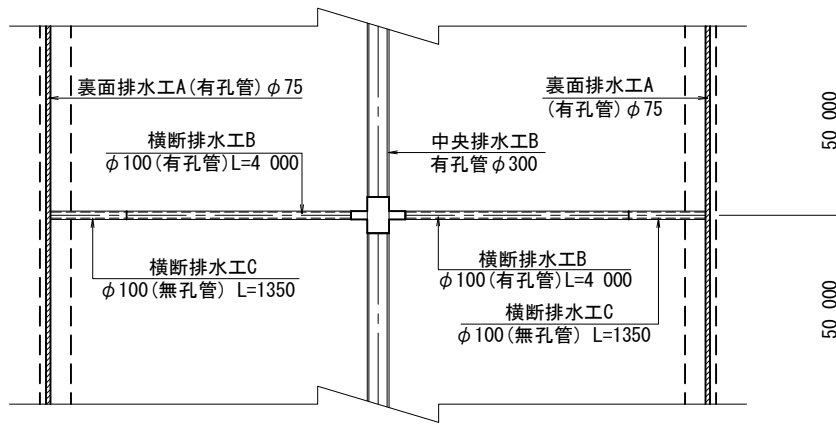 裏面排水工A(有孔管)φ75
裏面排水工A
(有孔管)φ75
横断排水工B
φ100(有孔管)L=4 000
中央排水工B
有孔管φ300
横断排水工C
φ100(無孔管) L=1350
横断排水工B
φ100(有孔管)L=4 000
横断排水工C
φ100(無孔管) L=1350
50 000
50 000